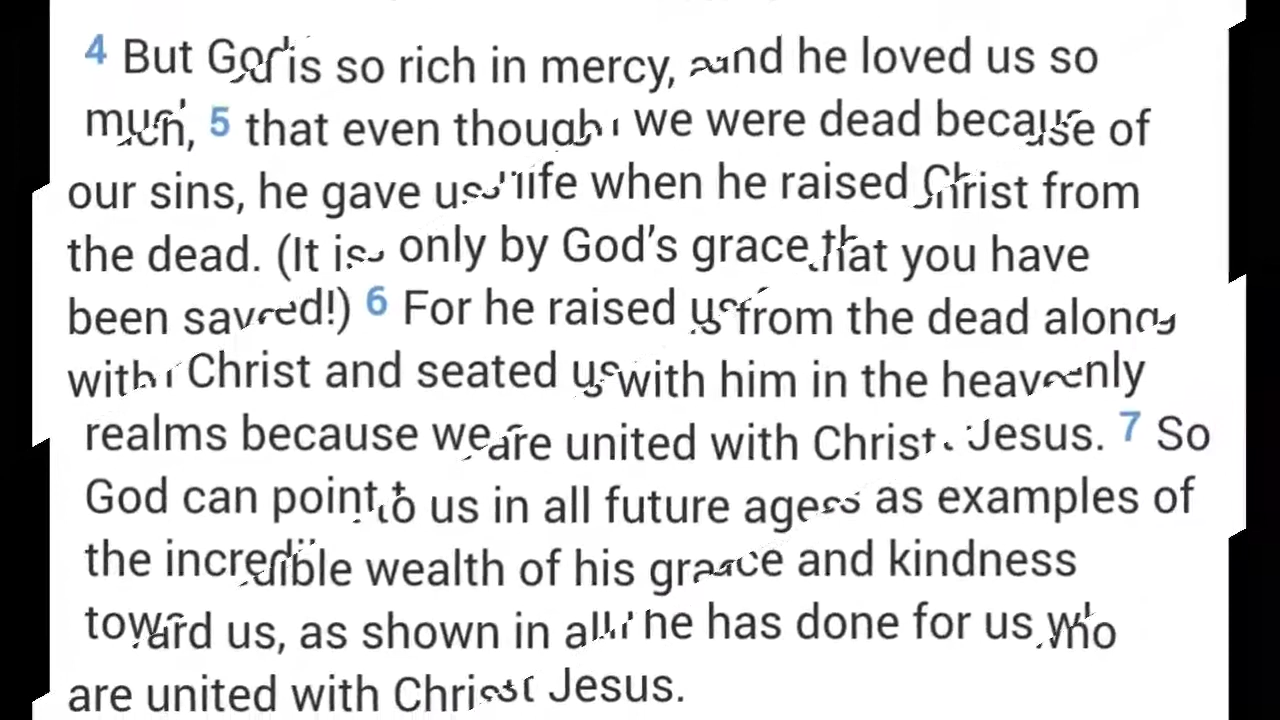 4 But God is so rich in mercy, and he loved us so
much, 5 that even though we were dead because of
our sins, he gave us life when he raised Christ from
the dead. (It is only by God's grace that you have
been saved!) 6 For he raised us from the dead along
with Christ and seated us with him in the heavenly
realms because we are united with Christ Jesus. 7 So
God can point to us in all future ages as examples of
the incredible wealth of his grace and kindness
toward us, as shown in all he has done for us who
are united with Christ Jesus.